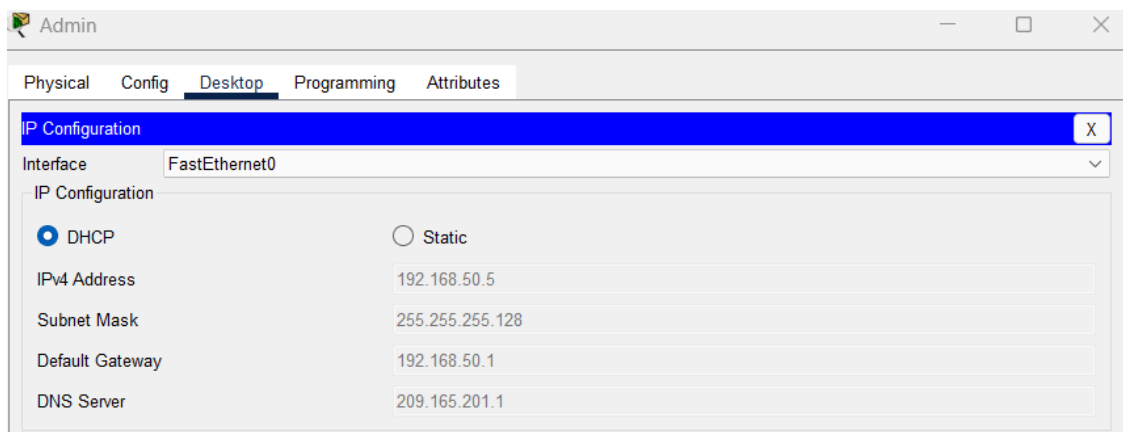 Admin
Physical Config Desktop Programming Attributes
IP Configuration X
Interface FastEthernet0
IP Configuration
DHCP Static
IPv4 Address 192.168.50.5
Subnet Mask 255.255.255.128
Default Gateway 192.168.50.1
DNS Server 209.165.201.1